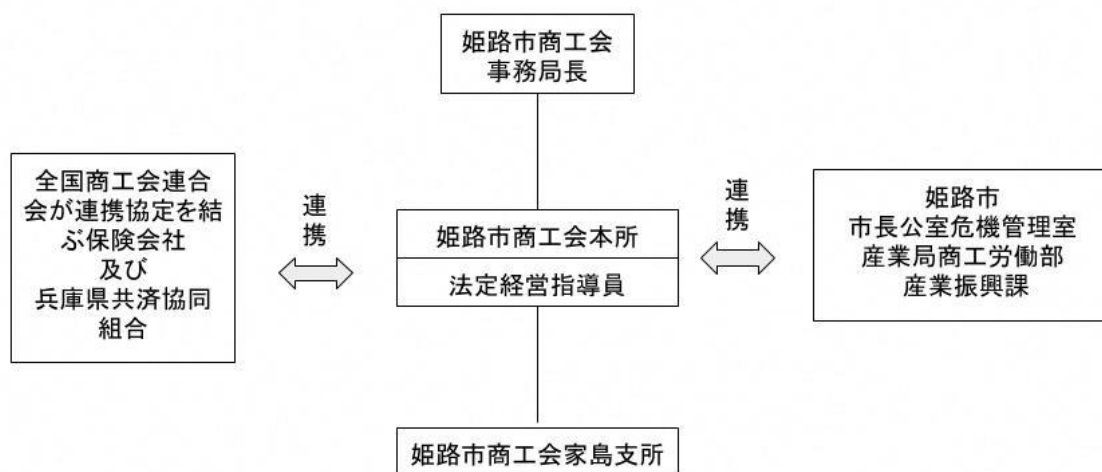 姫路市商工会
事務局長
全国商工会連合
会が連携協定を結
ぶ保険会社
及び
兵庫県共済協同
組合
連携
姫路市商工会本所
法定経営指導員
連携
姫路市
市長公室危機管理室
産業局商工労働部
産業振興課
姫路市商工会家島支所